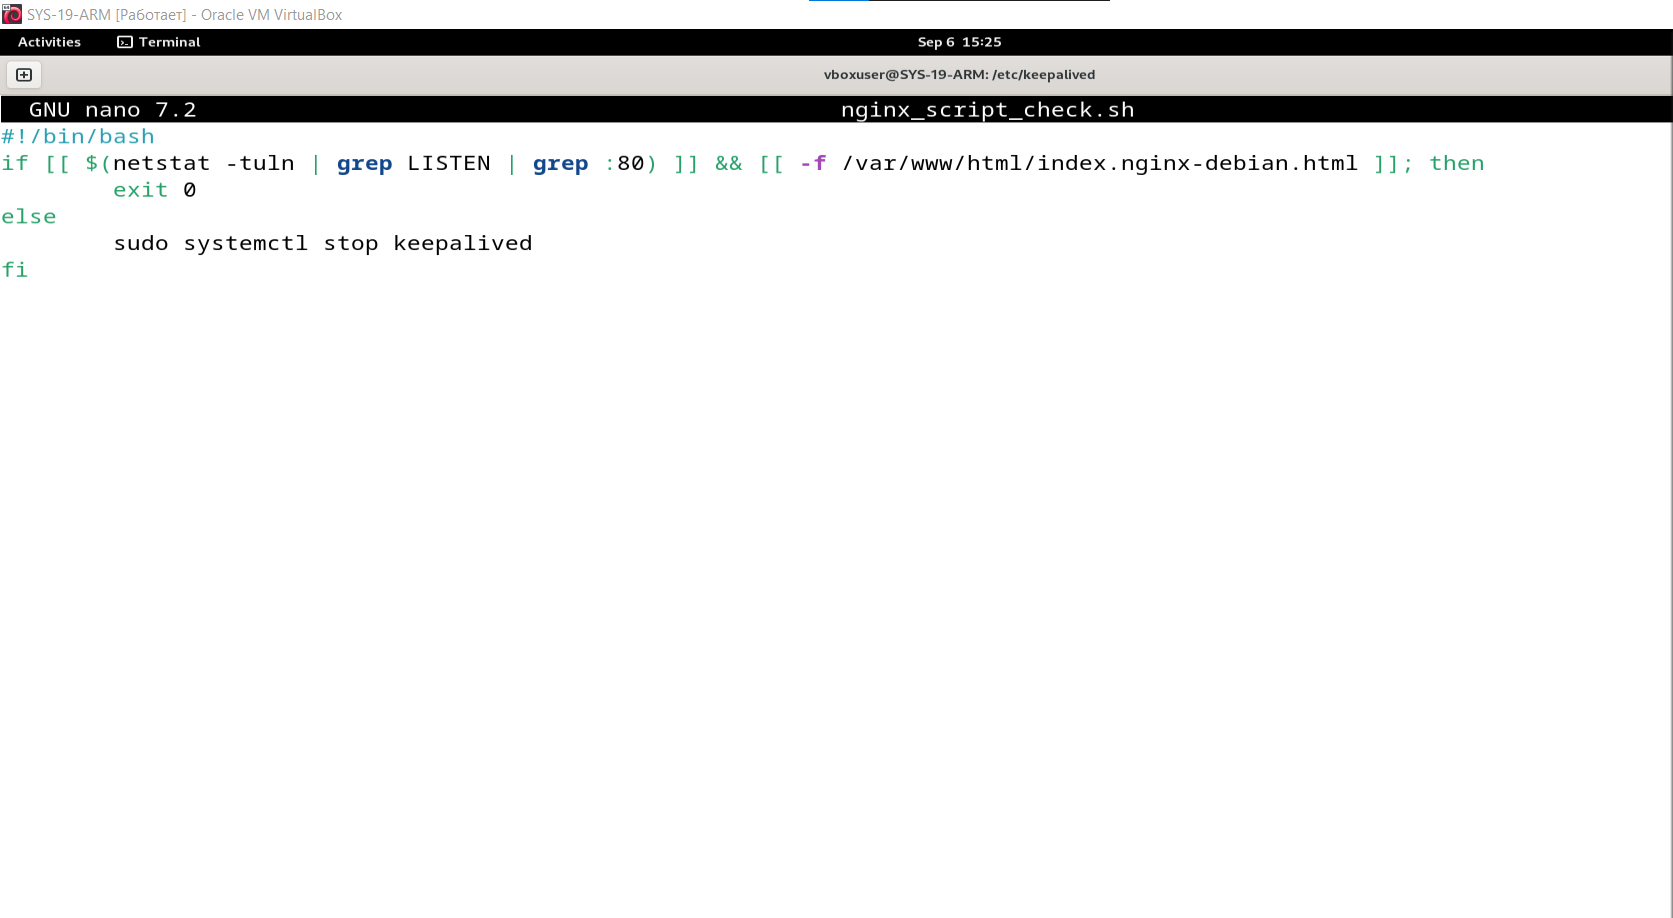 SYS-19-ARM [Работает] - Oracle VM VirtualBox
Activities Terminal Sep 6 15:25
vboxuser@SYS-19-ARM: /etc/keepalived
GNU nano 7.2 nginx_script_check.sh
#!/bin/bash
if [[ $(netstat -tuln | grep LISTEN | grep :80) ]] && [[ -f /var/www/html/index.nginx-debian.html ]]; then
        exit 0
else
        sudo systemctl stop keepalived
fi